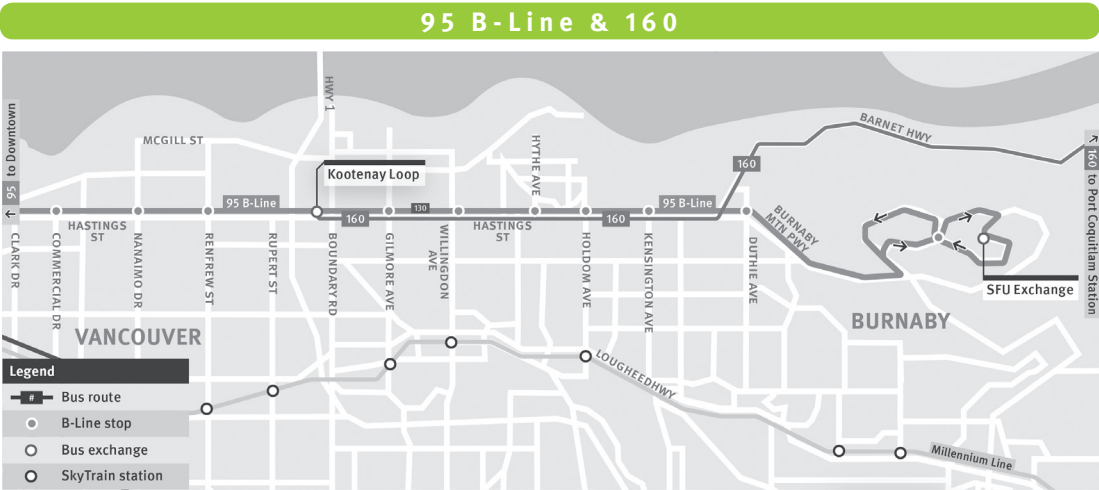 95 B-Line & 160
HWY 1
MCGILL ST
HYTHE AVE
BARNET HWY
95 to Downtown
160 to Port Coquitlam Station
160
Kootenay Loop
95 B-Line
160
130
160
95 B-Line
HASTINGS
ST
HASTINGS
ST
BURNABY
MTN PWY
CLARK DR
COMMERCIAL DR
NANAIMO DR
RENFREW ST
RUPERT ST
BOUNDARY RD
GILMORE AVE
WILLINGDON
AVE
HOLDOM AVE
KENSINGTON AVE
DUTHIE AVE
SFU Exchange
VANCOUVER
BURNABY
LOUGHEEDHWY
Millennium Line
Legend
# Bus route
B-Line stop
Bus exchange
SkyTrain station